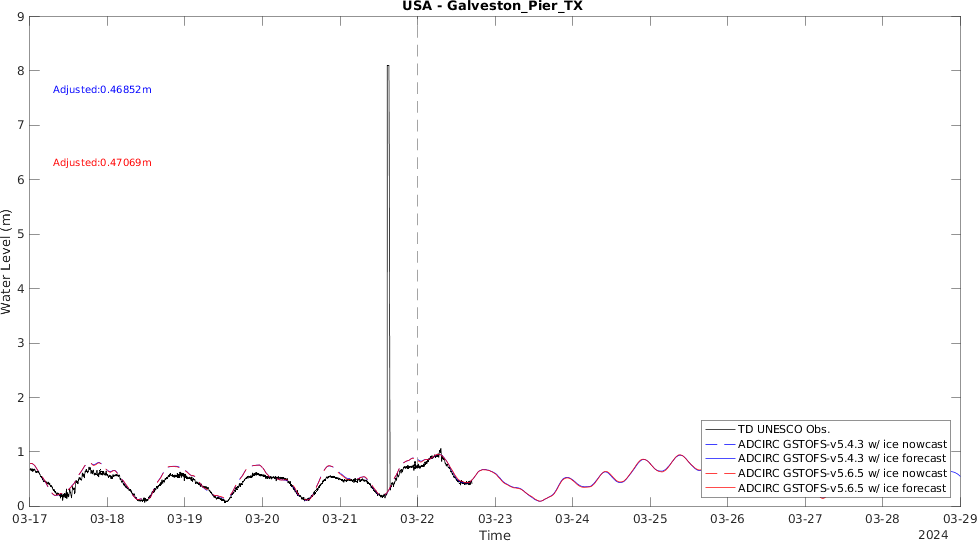 USA - Galveston_Pier_TX
9
8
7
6
5
4
3
2
1
0
Water Level (m)
Adjusted:0.46852m
Adjusted:0.47069m
TD UNESCO Obs.
ADCIRC GSTOFS-v5.4.3 w/ ice nowcast
ADCIRC GSTOFS-v5.4.3 w/ ice forecast
ADCIRC GSTOFS-v5.6.5 w/ ice nowcast
ADCIRC GSTOFS-v5.6.5 w/ ice forecast
03-17 03-18 03-19 03-20 03-21 03-22 03-23 03-24 03-25 03-26 03-27 03-28 03-29
Time
2024